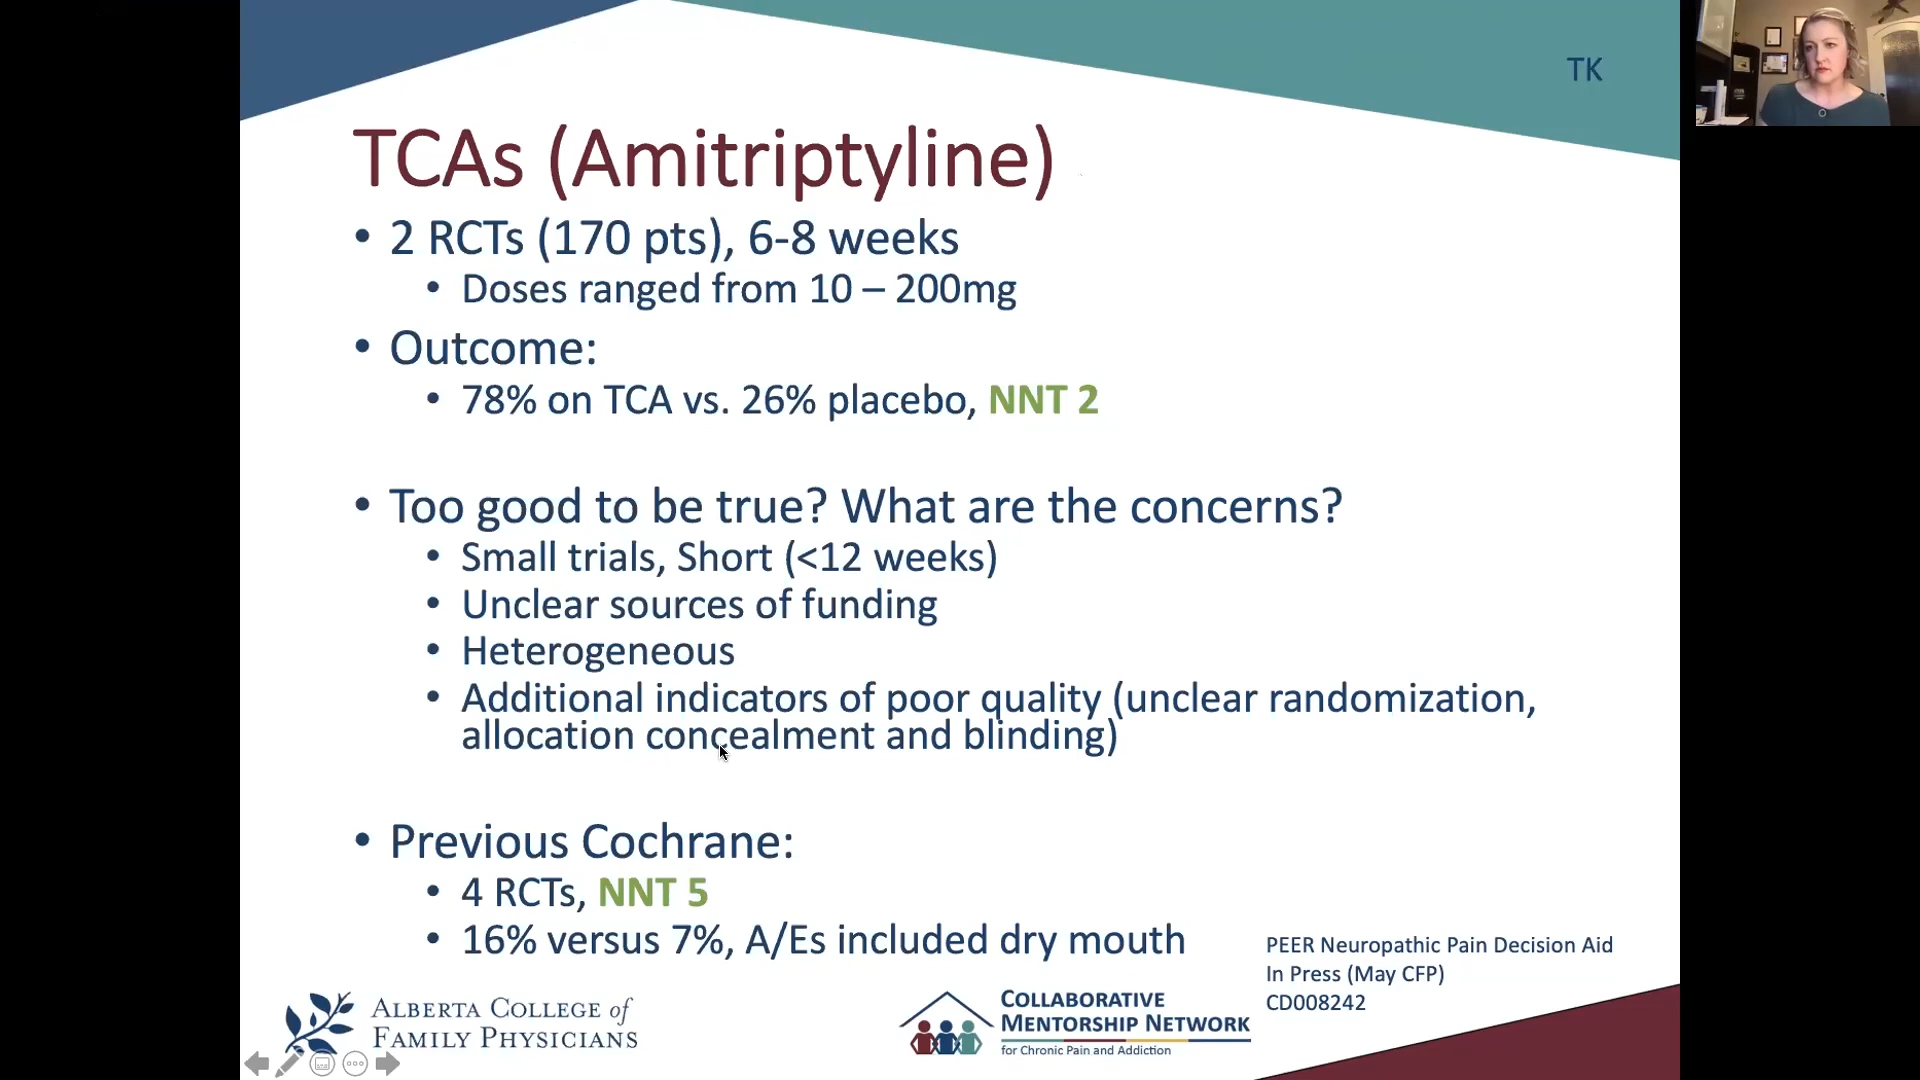 TK
TCAs (Amitriptyline)
• 2 RCTs (170 pts), 6-8 weeks
• Doses ranged from 10 – 200mg
• Outcome:
• 78% on TCA vs. 26% placebo, NNT 2
• Too good to be true? What are the concerns?
• Small trials, Short (<12 weeks)
• Unclear sources of funding
• Heterogeneous
• Additional indicators of poor quality (unclear randomization,
allocation concealment and blinding)
• Previous Cochrane:
• 4 RCTs, NNT 5
• 16% versus 7%, A/Es included dry mouth
PEER Neuropathic Pain Decision Aid
In Press (May CFP)
CD008242
ALBERTA COLLEGE of
FAMILY PHYSICIANS
COLLABORATIVE
MENTORSHIP NETWORK
for Chronic Pain and Addiction